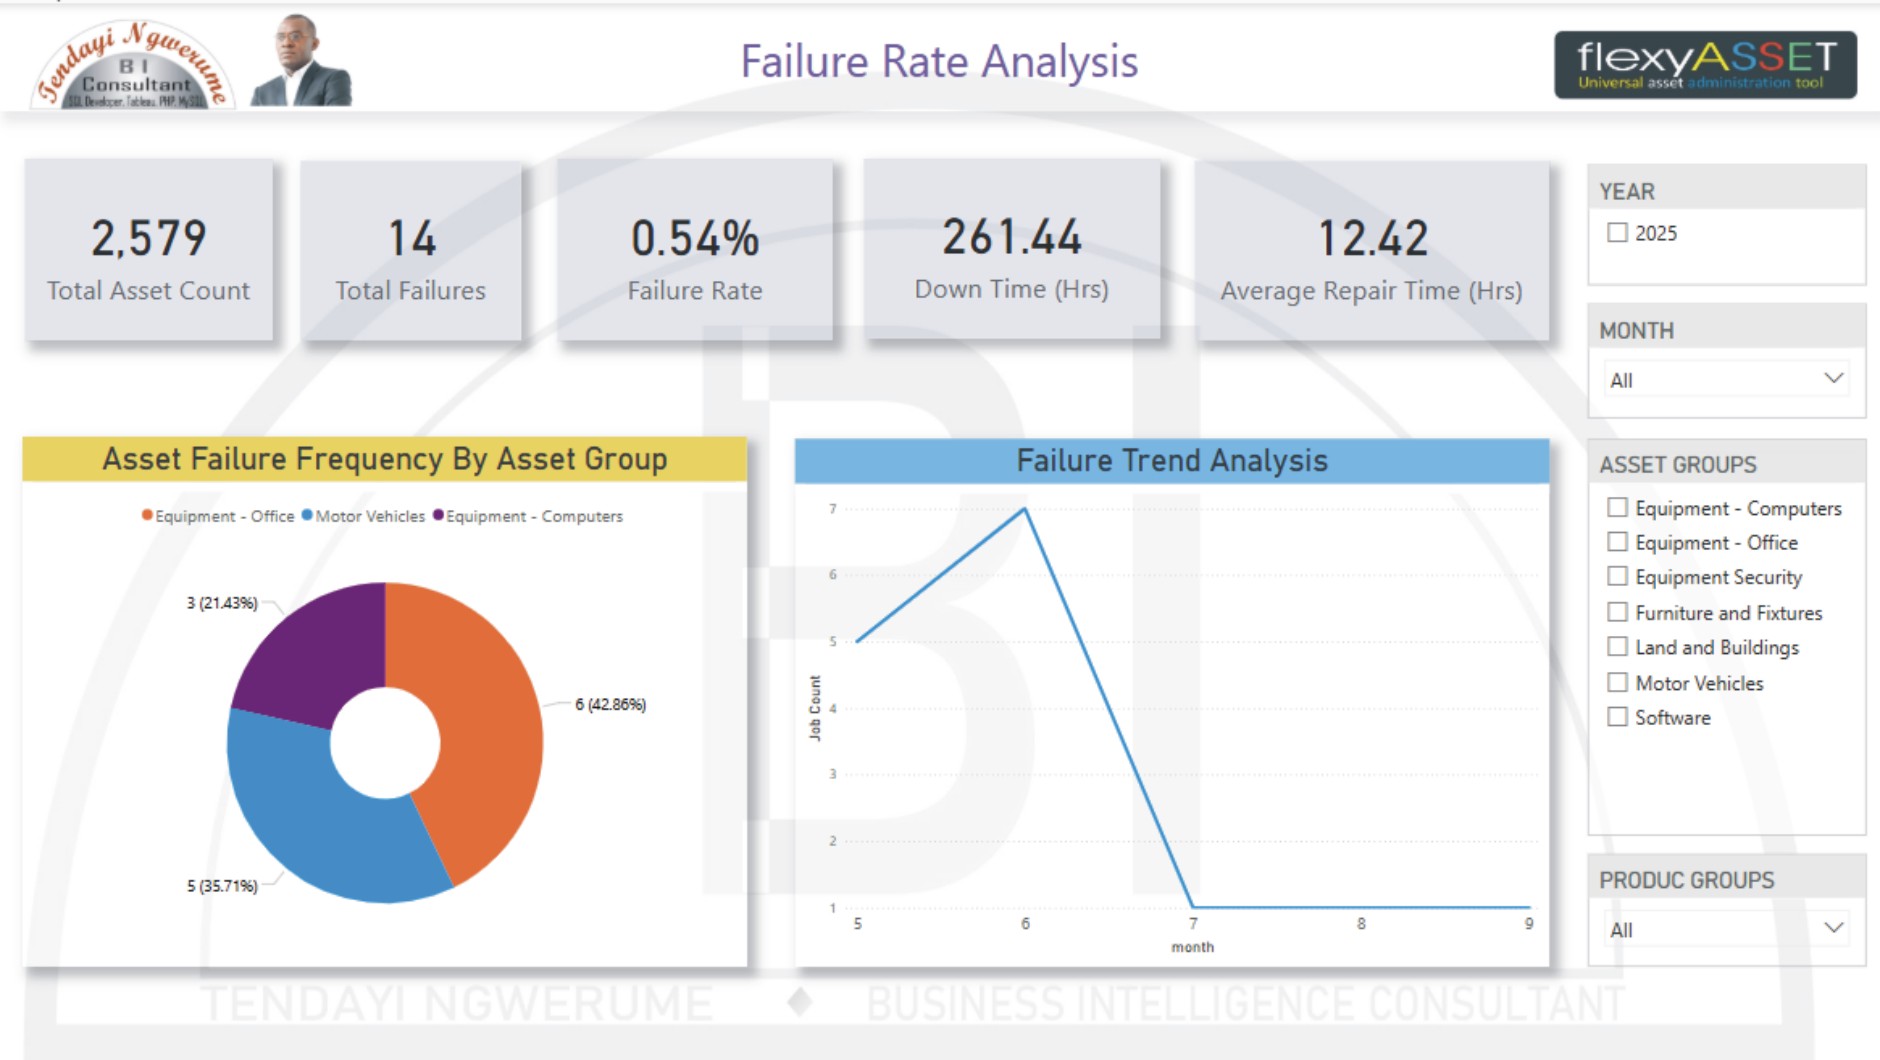 Tendayi Ngwerume
BI
Consultant
SQL Developer, Tableau, PHP, MySQL
Failure Rate Analysis
flexyASSET
Universal asset administration tool
2,579
Total Asset Count
14
Total Failures
0.54%
Failure Rate
261.44
Down Time (Hrs)
12.42
Average Repair Time (Hrs)
YEAR
2025
MONTH
All
Asset Failure Frequency By Asset Group
Equipment - Office Motor Vehicles Equipment - Computers
3 (21.43%)
6 (42.86%)
5 (35.71%)
Failure Trend Analysis
7
6
5
4
3
2
1
Job Count
5 6 7 8 9
month
ASSET GROUPS
Equipment - Computers
Equipment - Office
Equipment Security
Furniture and Fixtures
Land and Buildings
Motor Vehicles
Software
PRODUC GROUPS
All
BI
TENDAYI NGWERUME ♦ BUSINESS INTELLIGENCE CONSULTANT